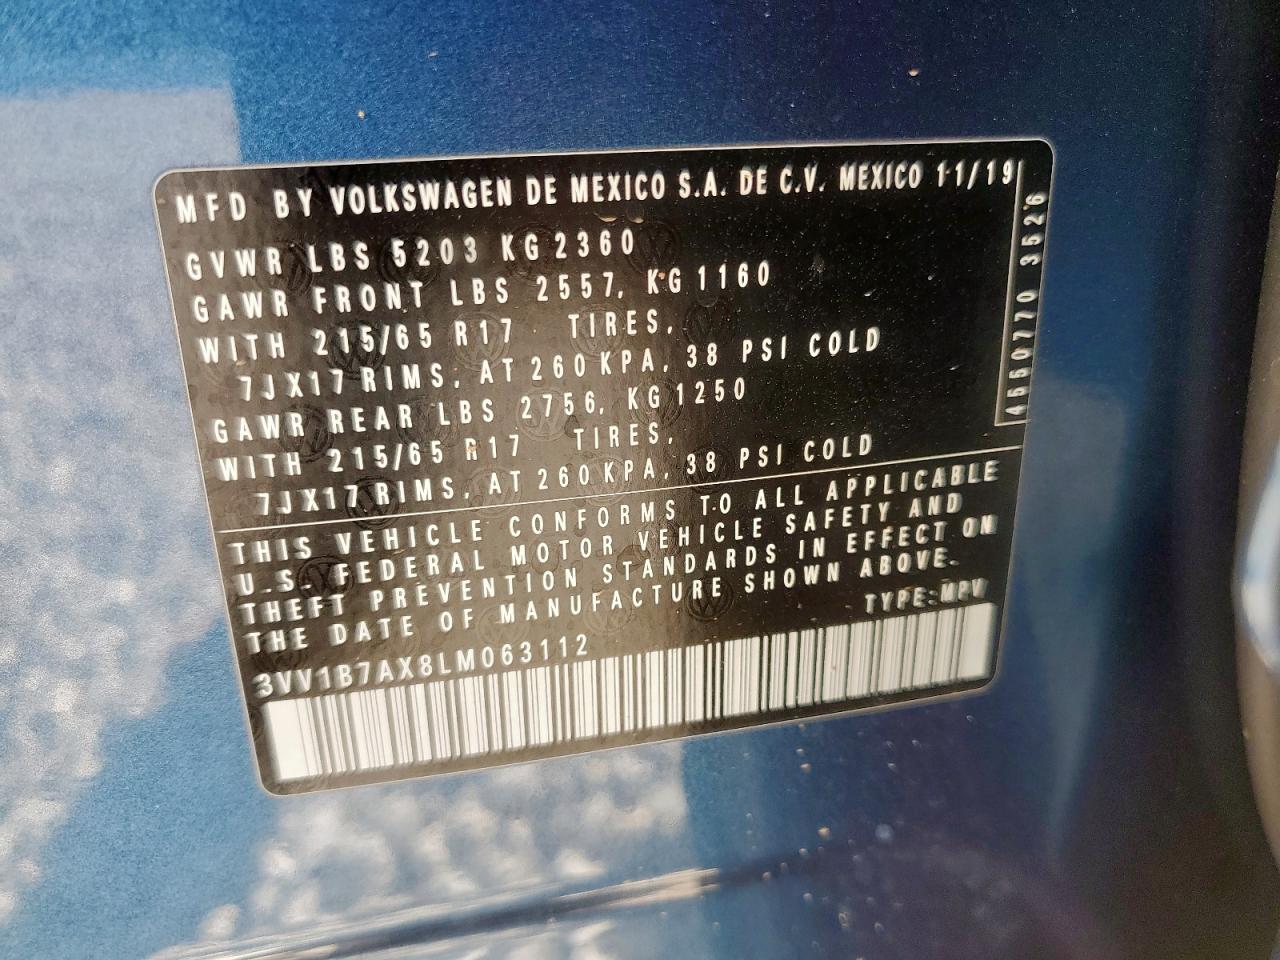 MFD BY VOLKSWAGEN DE MEXICO S.A. DE C.V. MEXICO 11/19
GVWR LBS 5203 KG 2360
GAWR FRONT LBS 2557, KG 1160
WITH 215/65 R17 TIRES,
7JX17 RIMS, AT 260 KPA, 38 PSI COLD
GAWR REAR LBS 2756, KG 1250
WITH 215/65 R17 TIRES,
7JX17 RIMS, AT 260 KPA, 38 PSI COLD
THIS VEHICLE CONFORMS TO ALL APPLICABLE
U.S. FEDERAL MOTOR VEHICLE SAFETY AND
THEFT PREVENTION STANDARDS IN EFFECT ON
THE DATE OF MANUFACTURE SHOWN ABOVE.
TYPE:MPV
3VV1B7AX8LM063112
4650770 3526